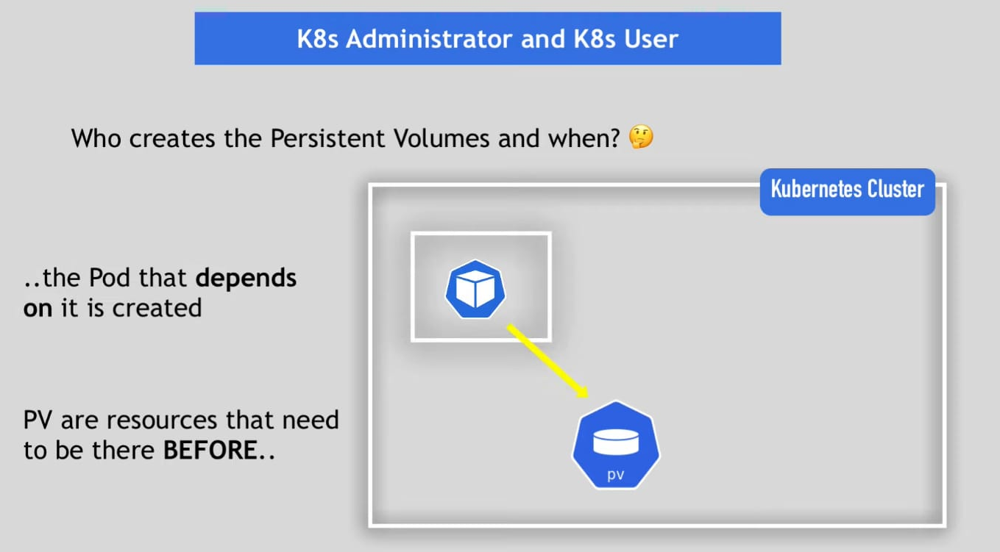 K8s Administrator and K8s User
Who creates the Persistent Volumes and when? 🤔
Kubernetes Cluster
..the Pod that depends
on it is created
PV are resources that need
to be there BEFORE..
pv